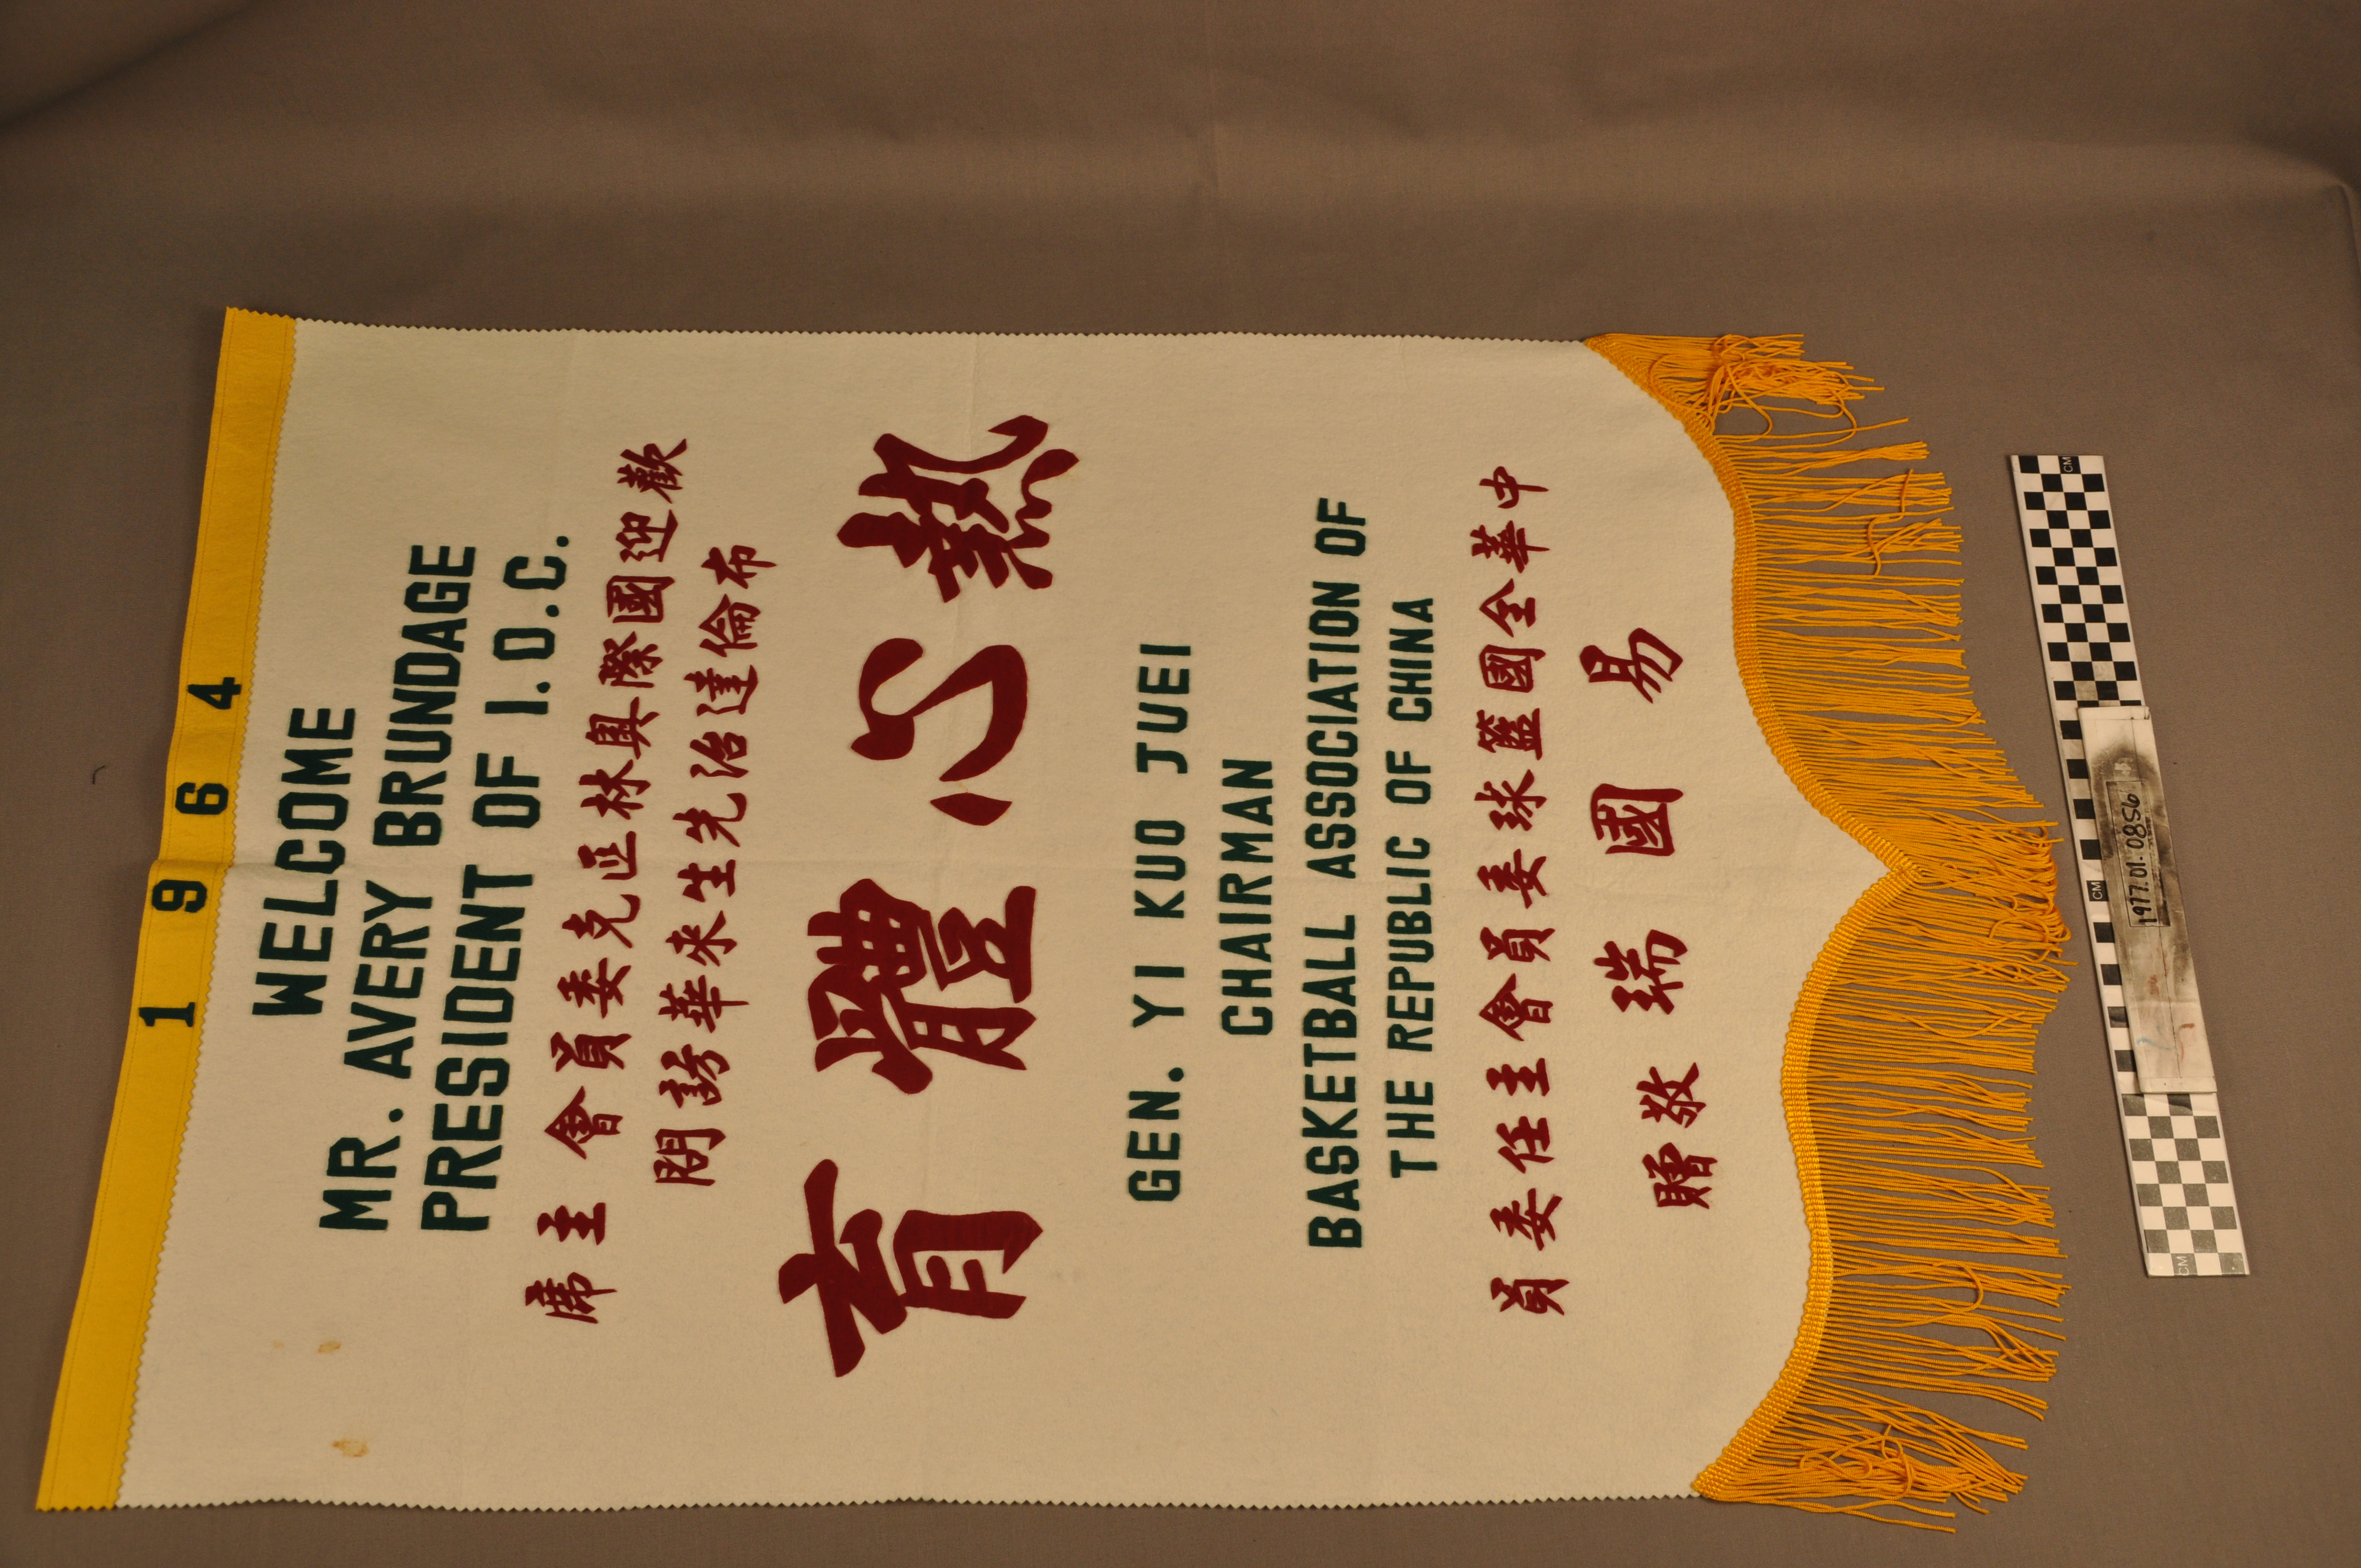 1964
WELCOME
MR. AVERY BRUNDAGE
PRESIDENT OF I.O.C.
歡迎國際奧林匹克委員會主席
布倫達治先生來華訪問
熱心體育
GEN. YI KUO JUEI
CHAIRMAN
BASKETBALL ASSOCIATION OF
THE REPUBLIC OF CHINA
中華全國籃球委員會主任委員
易國瑞敬贈
CM
CM
CM
1977.01.0856